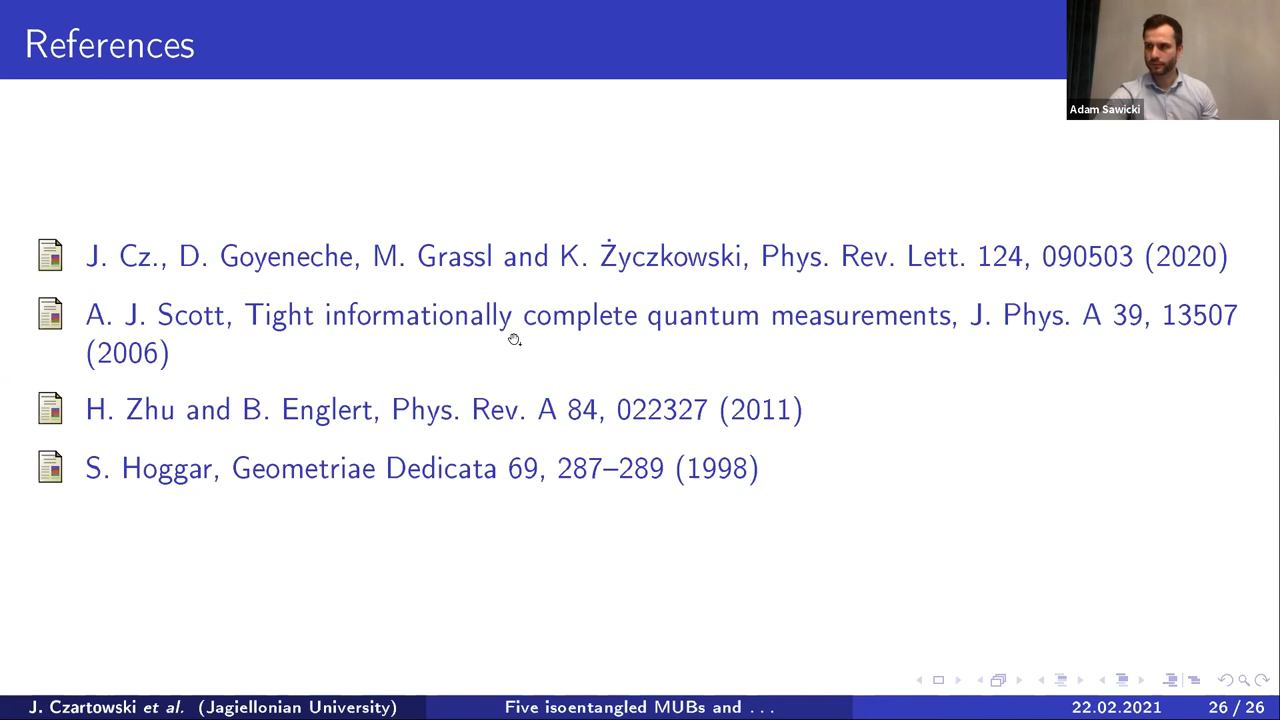 References
Adam Sawicki
J. Cz., D. Goyeneche, M. Grassl and K. Życzkowski, Phys. Rev. Lett. 124, 090503 (2020)
A. J. Scott, Tight informationally complete quantum measurements, J. Phys. A 39, 13507
(2006)
H. Zhu and B. Englert, Phys. Rev. A 84, 022327 (2011)
S. Hoggar, Geometriae Dedicata 69, 287–289 (1998)
J. Czartowski et al. (Jagiellonian University) Five isoentangled MUBs and . . . 22.02.2021 26 / 26